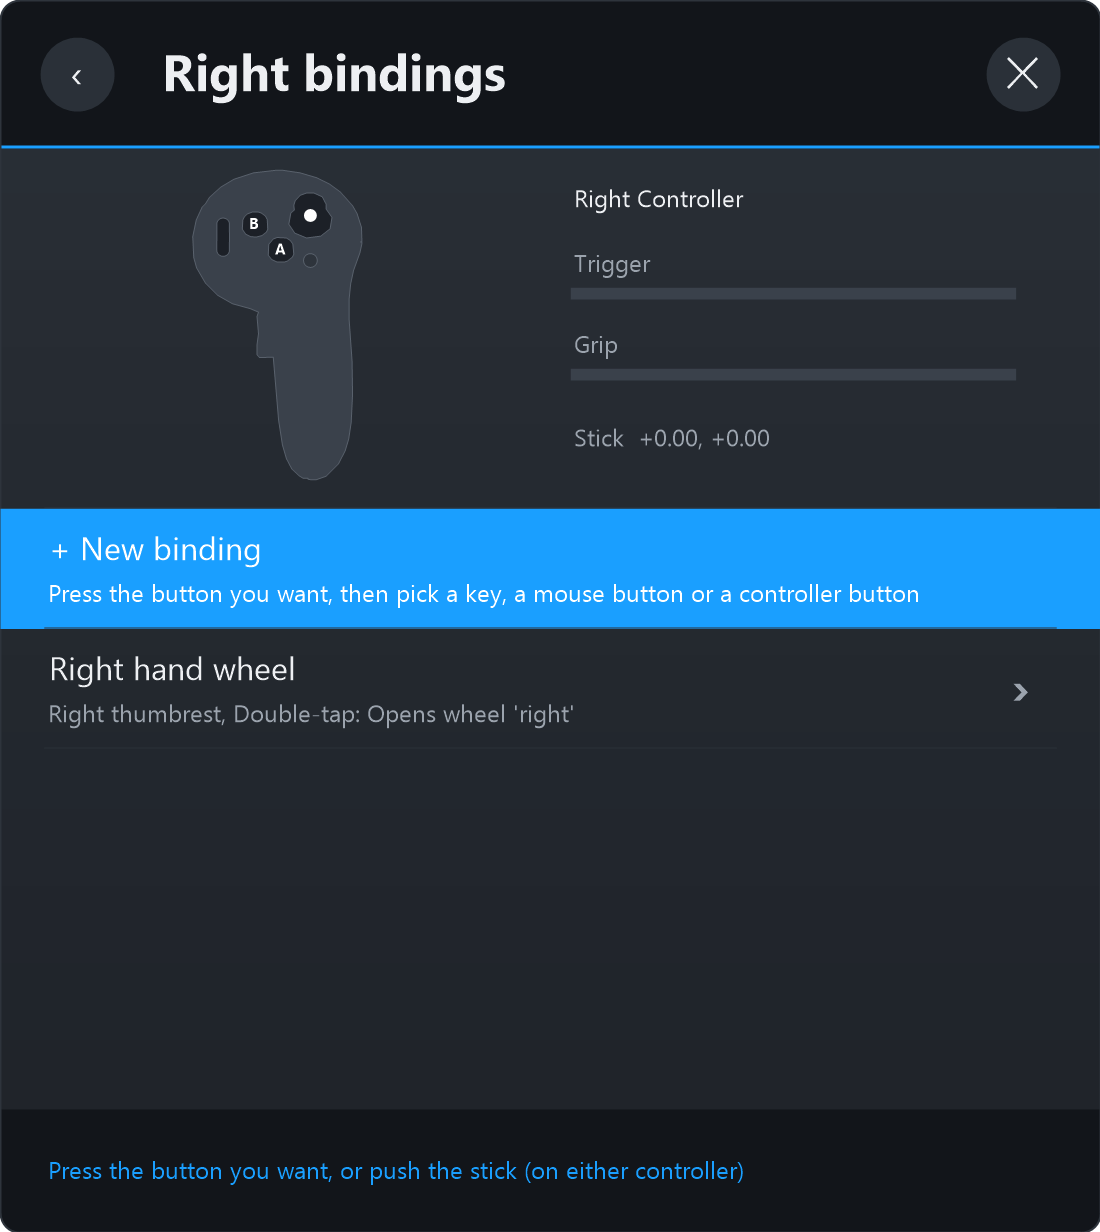 ‹ Right bindings
B
A
Right Controller
Trigger
Grip
Stick +0.00, +0.00
+ New binding
Press the button you want, then pick a key, a mouse button or a controller button
Right hand wheel
Right thumbrest, Double-tap: Opens wheel 'right'
Press the button you want, or push the stick (on either controller)